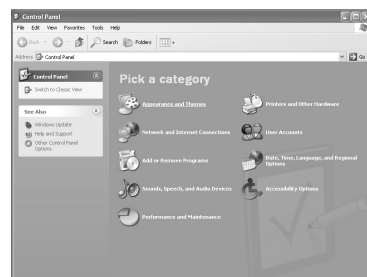 Control Panel
File Edit View Favorites Tools Help
Back Search Folders
Address Control Panel Go
Control Panel
Switch to Classic View
See Also
Windows Update
Help and Support
Other Control Panel
Options
Pick a category
Appearance and Themes
Printers and Other Hardware
Network and Internet Connections
User Accounts
Add or Remove Programs
Date, Time, Language, and Regional
Options
Sounds, Speech, and Audio Devices
Accessibility Options
Performance and Maintenance